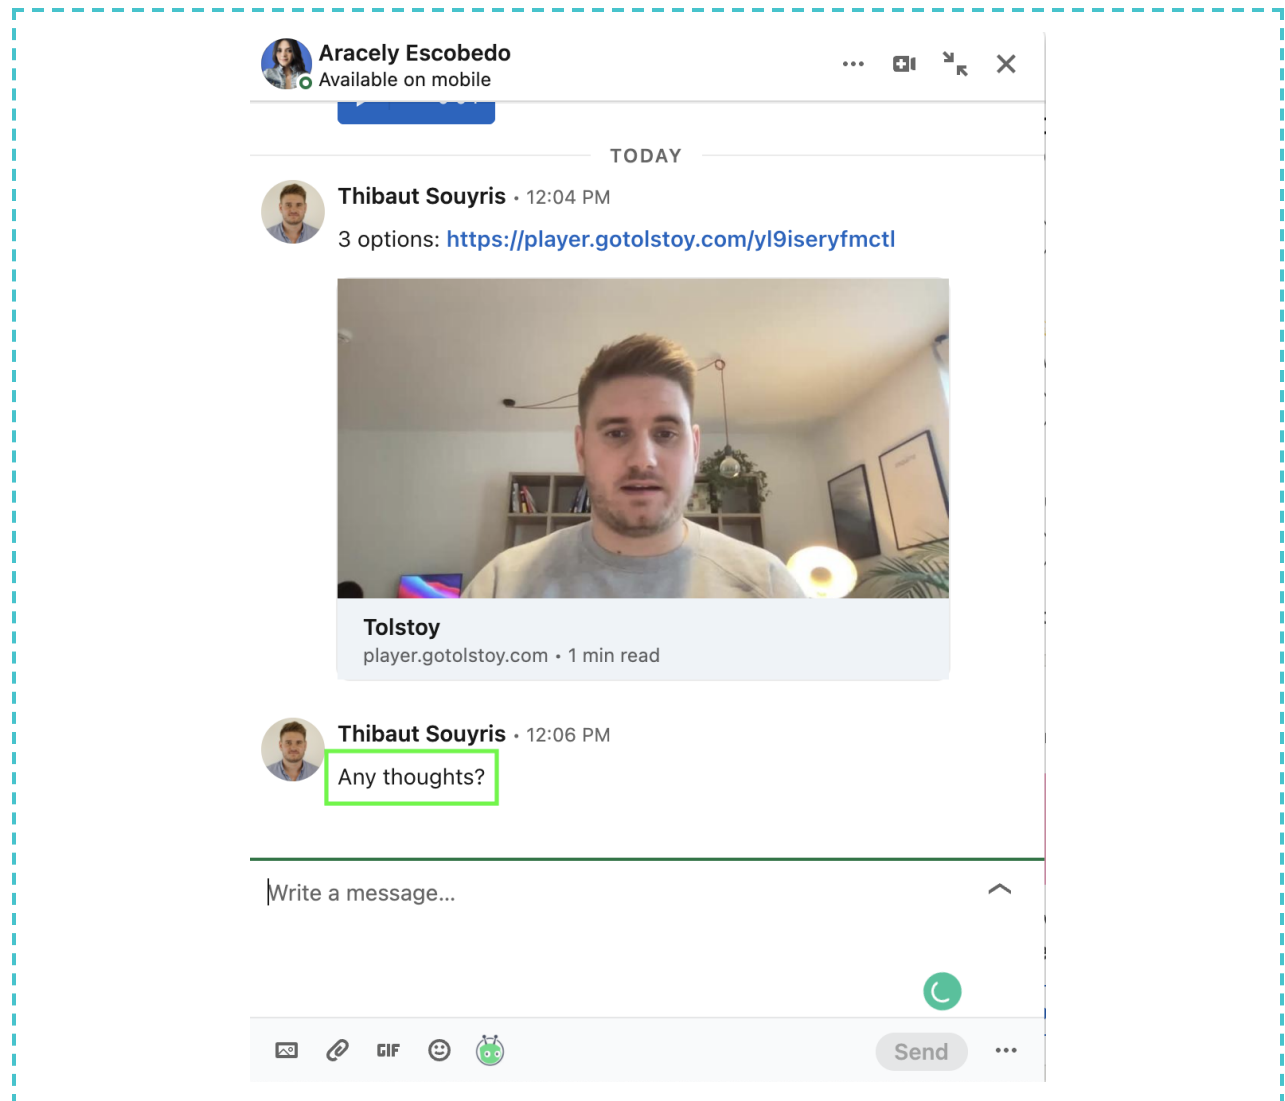 Aracely Escobedo
Available on mobile
TODAY
Thibaut Souyris • 12:04 PM
3 options: https://player.gotolstoy.com/yl9iseryfmctl
Tolstoy
player.gotolstoy.com • 1 min read
Thibaut Souyris • 12:06 PM
Any thoughts?
Write a message...
GIF
Send